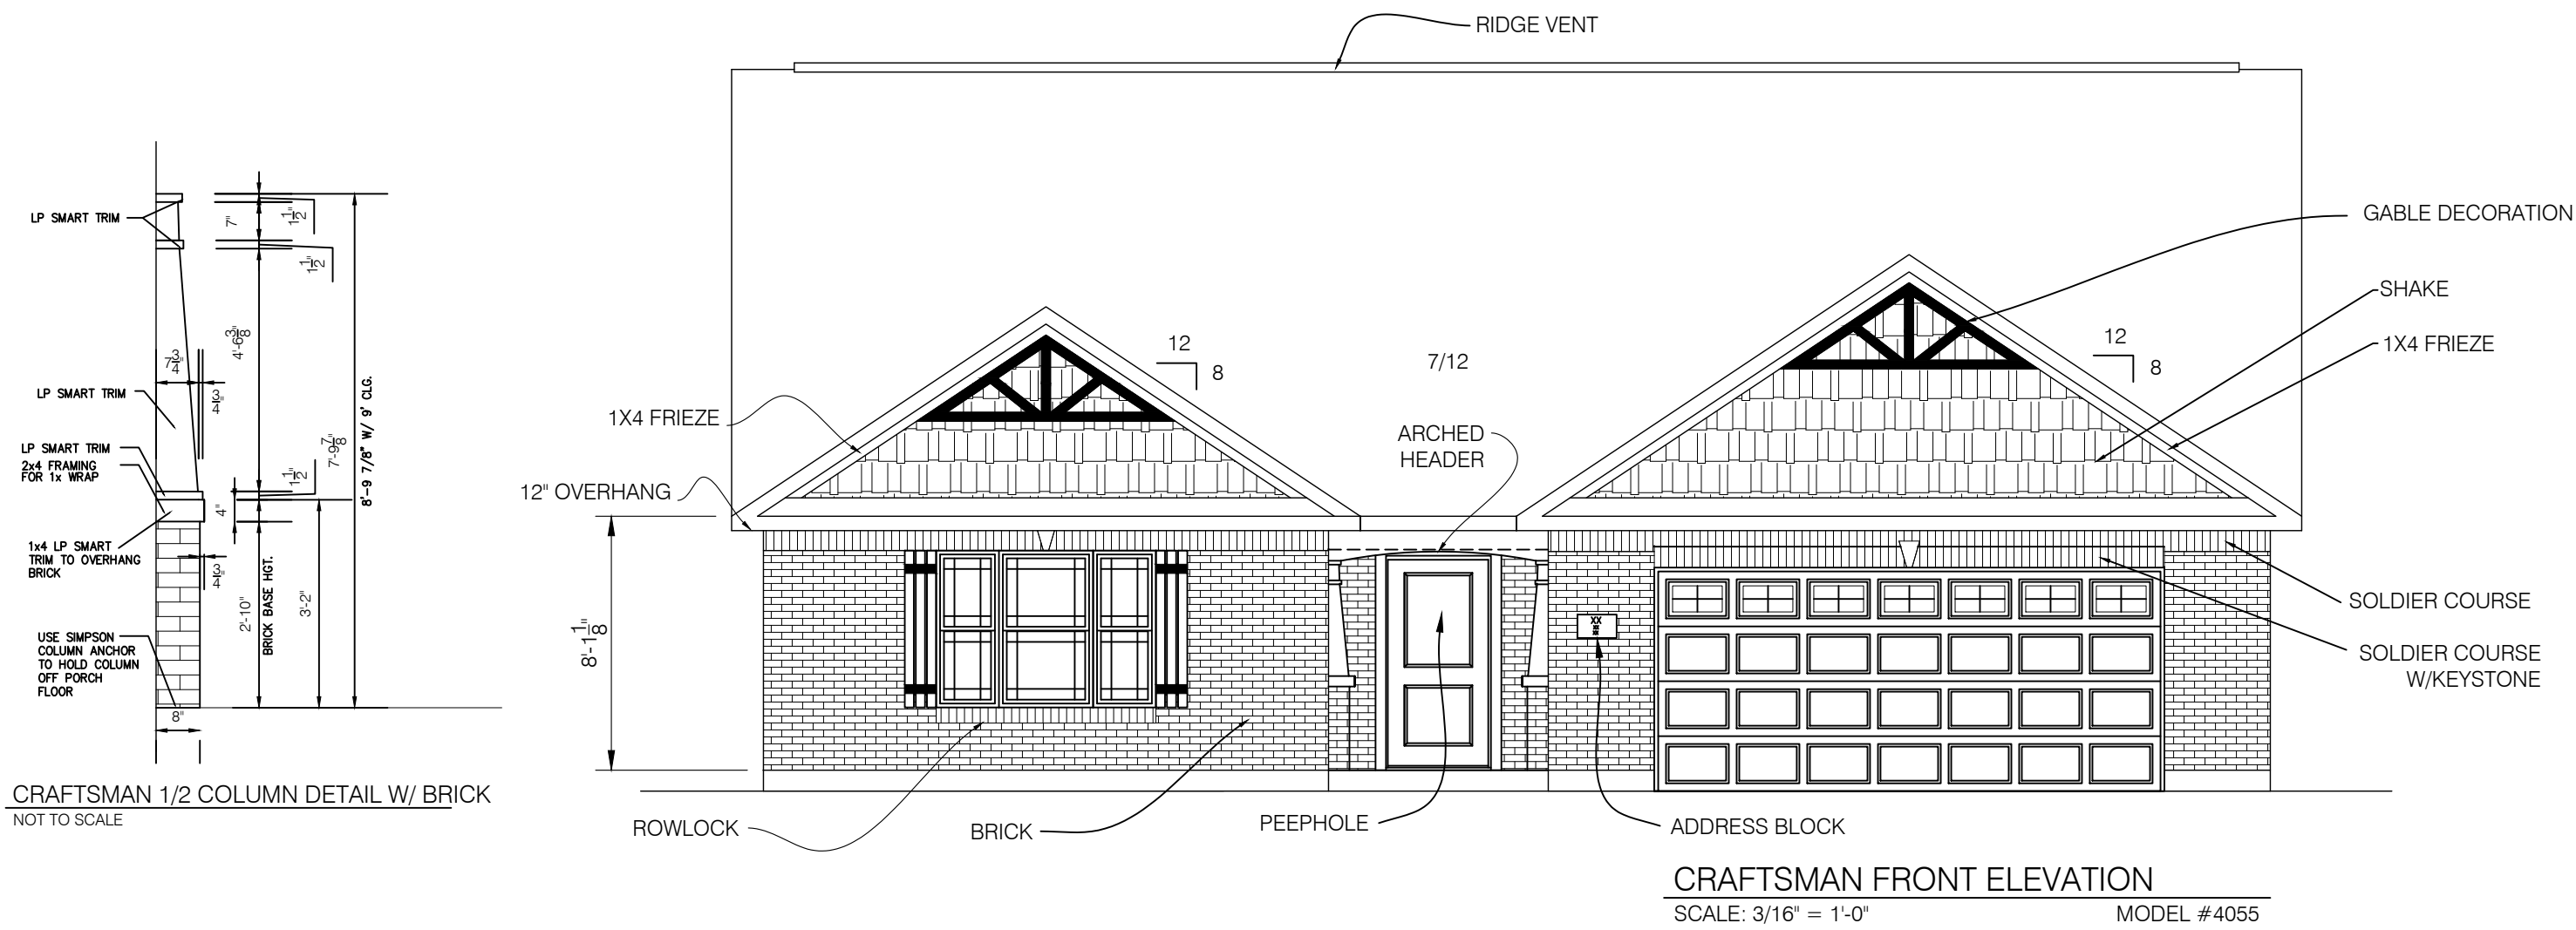 RIDGE VENT
GABLE DECORATION
SHAKE
1X4 FRIEZE
12
8
7/12
12
8
1X4 FRIEZE
ARCHED
HEADER
12" OVERHANG
8'-1 1/8"
SOLDIER COURSE
SOLDIER COURSE
W/KEYSTONE
XX
ROWLOCK
BRICK
PEEPHOLE
ADDRESS BLOCK
CRAFTSMAN FRONT ELEVATION
SCALE: 3/16" = 1'-0"
MODEL #4055
LP SMART TRIM
7"
1 1/2"
1 1/2"
4'-6 3/8"
7 3/4"
3/4"
LP SMART TRIM
8'-9 7/8" W/ 9' CLG.
7'-9 7/8"
LP SMART TRIM
2x4 FRAMING
FOR 1x WRAP
1 1/2"
4"
1x4 LP SMART
TRIM TO OVERHANG
BRICK
3/4"
2'-10"
BRICK BASE HGT.
3'-2"
USE SIMPSON
COLUMN ANCHOR
TO HOLD COLUMN
OFF PORCH
FLOOR
8"
CRAFTSMAN 1/2 COLUMN DETAIL W/ BRICK
NOT TO SCALE